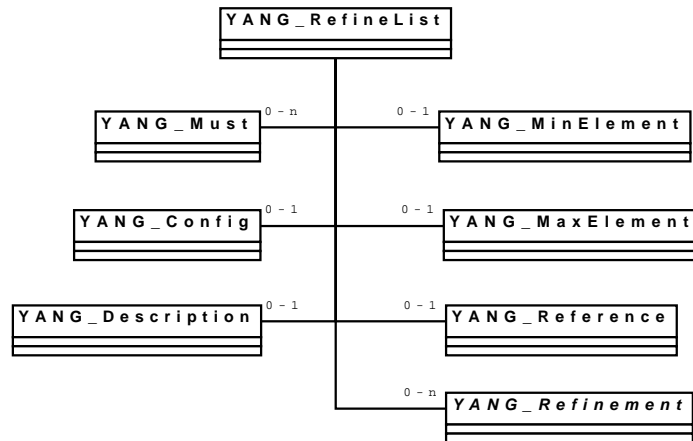 YANG_RefineList
0-n
0-1
YANG_Must
YANG_MinElement
0-1
0-1
YANG_Config
YANG_MaxElement
0-1
0-1
YANG_Description
YANG_Reference
0-n
YANG_Refinement